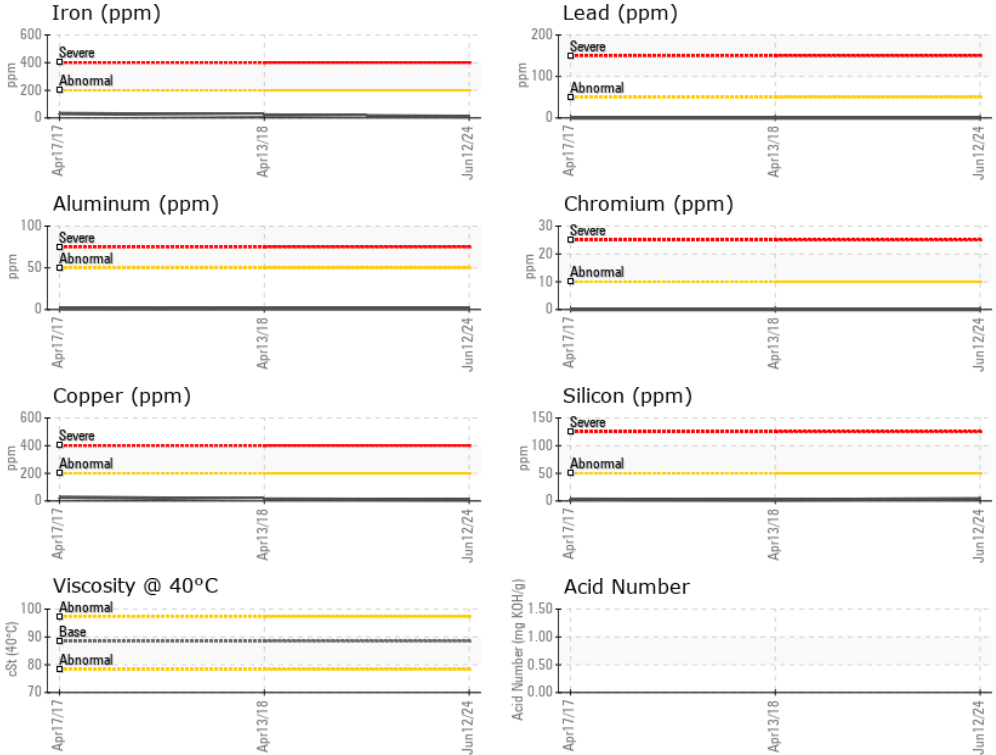 Iron (ppm)
600
400
200
0
ppm
Severe
Abnormal
Apr17/17
Apr13/18
Jun12/24
Lead (ppm)
200
100
0
ppm
Severe
Abnormal
Apr17/17
Apr13/18
Jun12/24
Aluminum (ppm)
100
50
0
ppm
Severe
Abnormal
Apr17/17
Apr13/18
Jun12/24
Chromium (ppm)
30
20
10
0
ppm
Severe
Abnormal
Apr17/17
Apr13/18
Jun12/24
Copper (ppm)
600
400
200
0
ppm
Severe
Abnormal
Apr17/17
Apr13/18
Jun12/24
Silicon (ppm)
150
100
50
0
ppm
Severe
Abnormal
Apr17/17
Apr13/18
Jun12/24
Viscosity @ 40°C
100
90
80
70
cSt (40°C)
Abnormal
Base
Abnormal
Apr17/17
Apr13/18
Jun12/24
Acid Number
1.50
1.00
0.50
0.00
Acid Number (mg KOH/g)
Apr17/17
Apr13/18
Jun12/24